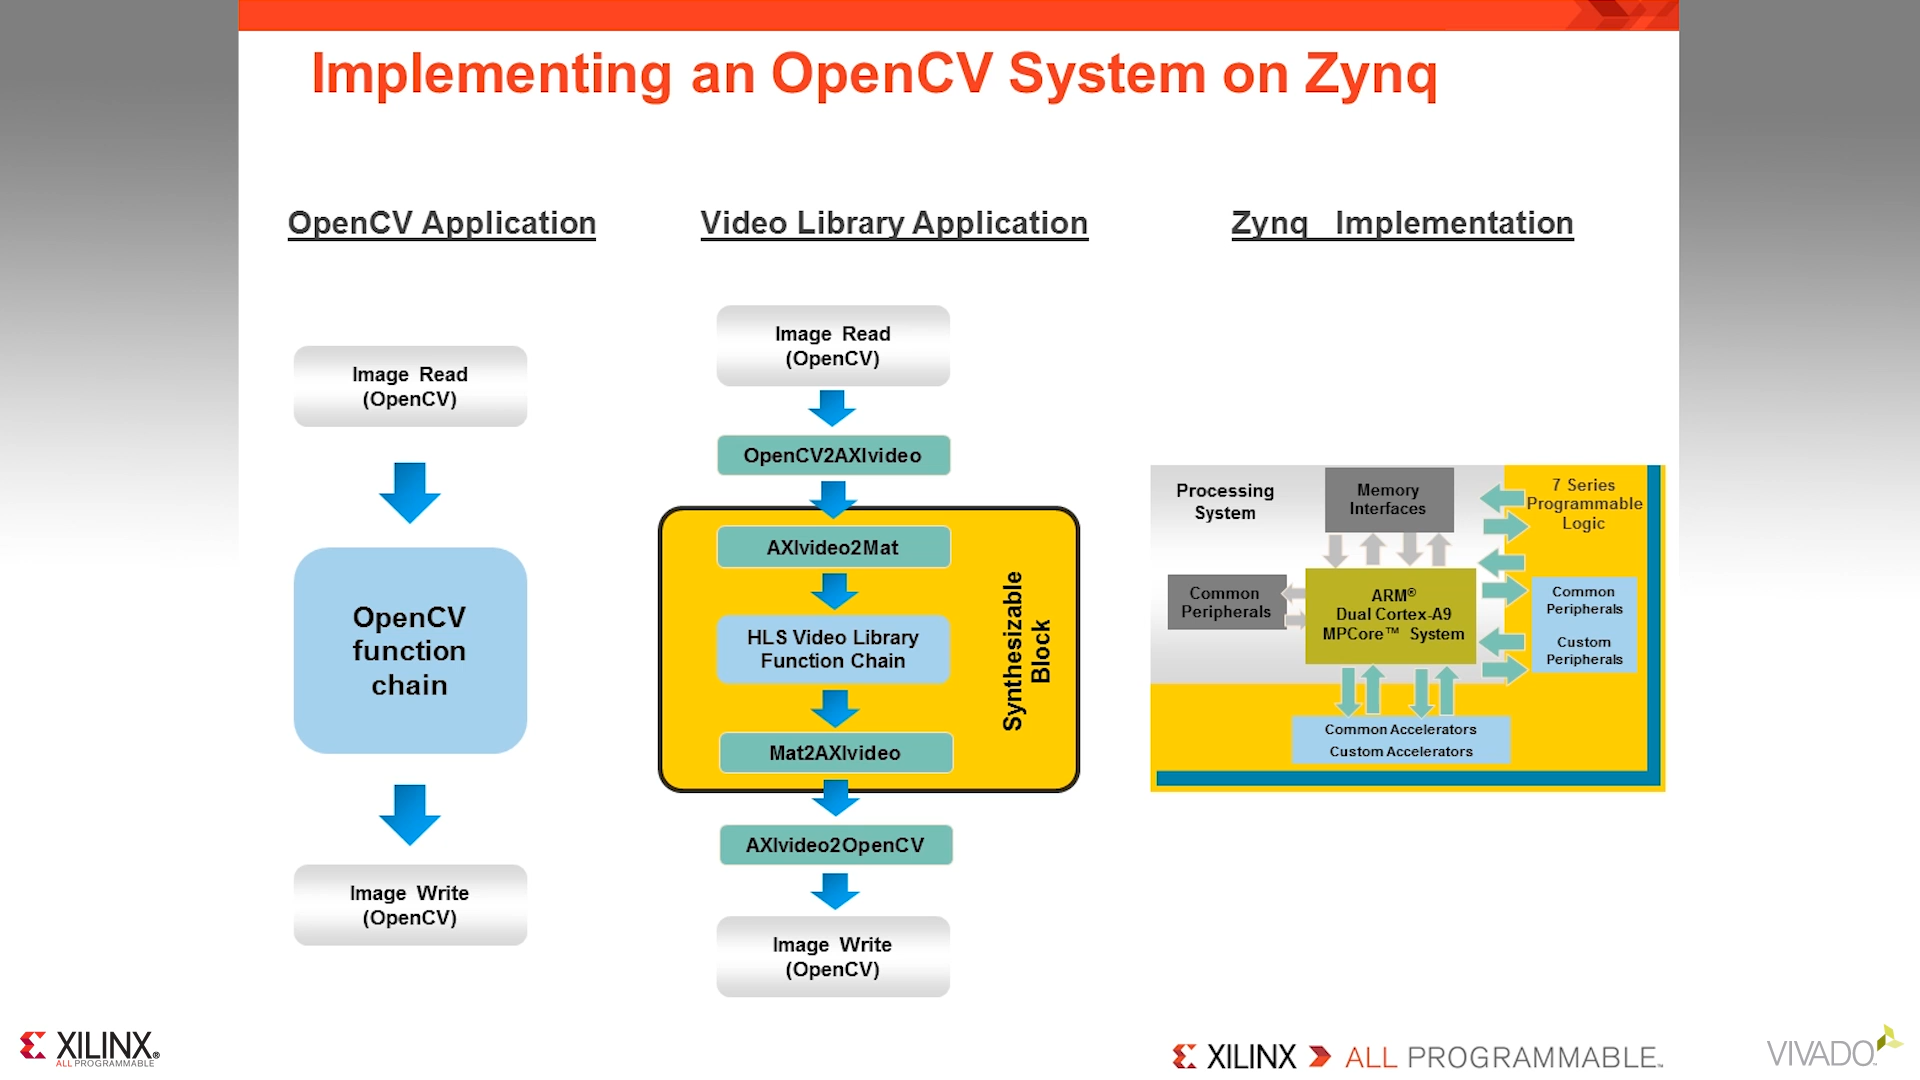 Implementing an OpenCV System on Zynq
OpenCV Application
Image Read
(OpenCV)
OpenCV
function
chain
Image Write
(OpenCV)
Video Library Application
Image Read
(OpenCV)
OpenCV2AXIvideo
AXIvideo2Mat
HLS Video Library
Function Chain
Mat2AXIvideo
Synthesizable
Block
AXIvideo2OpenCV
Image Write
(OpenCV)
Zynq Implementation
Processing
System
Memory
Interfaces
7 Series
Programmable
Logic
Common
Peripherals
ARM®
Dual Cortex-A9
MPCore™ System
Common
Peripherals
Custom
Peripherals
Common Accelerators
Custom Accelerators
XILINX®
ALL PROGRAMMABLE
XILINX ALL PROGRAMMABLE™
VIVADO™